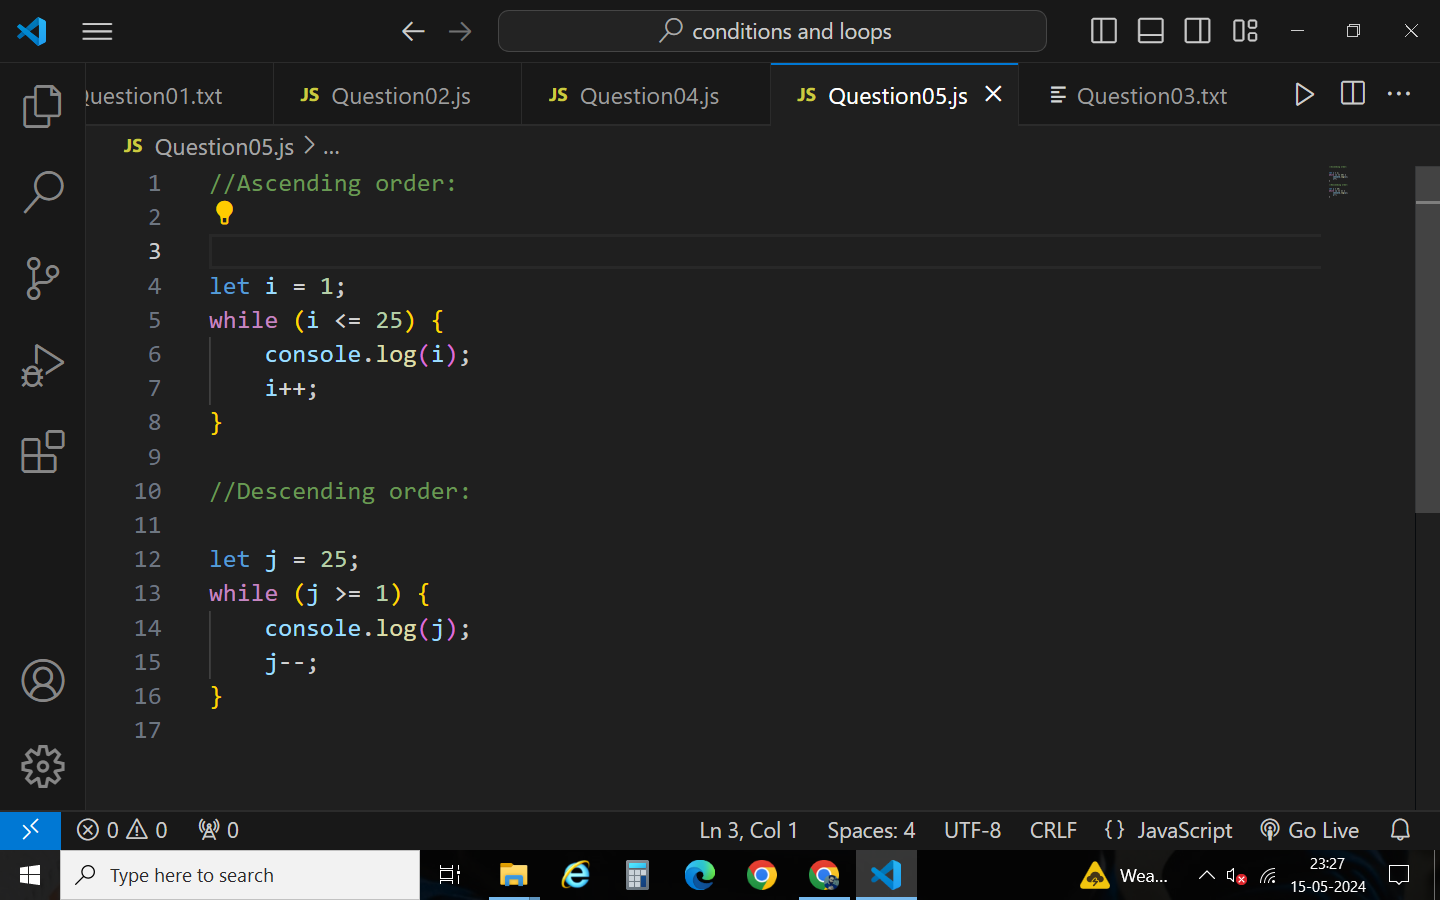 conditions and loops
uestion01.txt
JS Question02.js
JS Question04.js
JS Question05.js
Question03.txt
JS Question05.js > ...
1 //Ascending order:
2
3
4 let i = 1;
5 while (i <= 25) {
6 console.log(i);
7 i++;
8 }
9
10 //Descending order:
11
12 let j = 25;
13 while (j >= 1) {
14 console.log(j);
15 j--;
16 }
17
0 0 0 Ln 3, Col 1 Spaces: 4 UTF-8 CRLF {} JavaScript Go Live
Type here to search
Wea...
23:27
15-05-2024